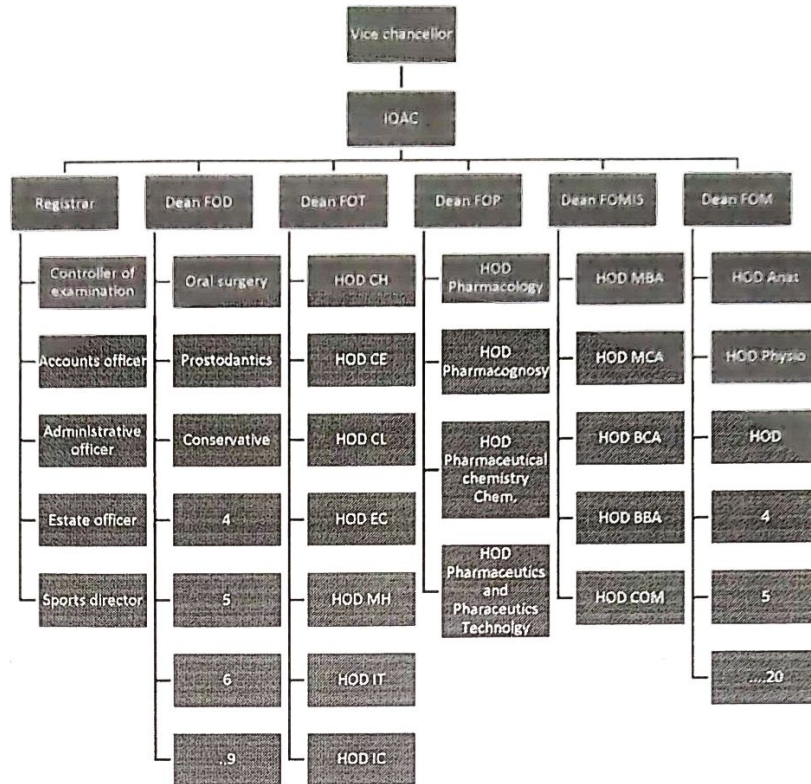 Vice chancellor
IQAC
Registrar
Dean FOD
Dean FOT
Dean FOP
Dean FOMIS
Dean FOM
Controller of
examination
Accounts officer
Administrative
officer
Estate officer
Sports director
Oral surgery
Prostodantics
Conservative
4
5
6
..9
HOD CH
HOD CE
HOD CL
HOD EC
HOD MH
HOD IT
HOD IC
HOD
Pharmacology
HOD
Pharmacognosy
HOD
Pharmaceutical
chemistry
Chem.
HOD
Pharmaceutics
and
Pharaceutics
Technolgy
HOD MBA
HOD MCA
HOD BCA
HOD BBA
HOD COM
HOD Anat
HOD Physio
HOD
4
5
....20